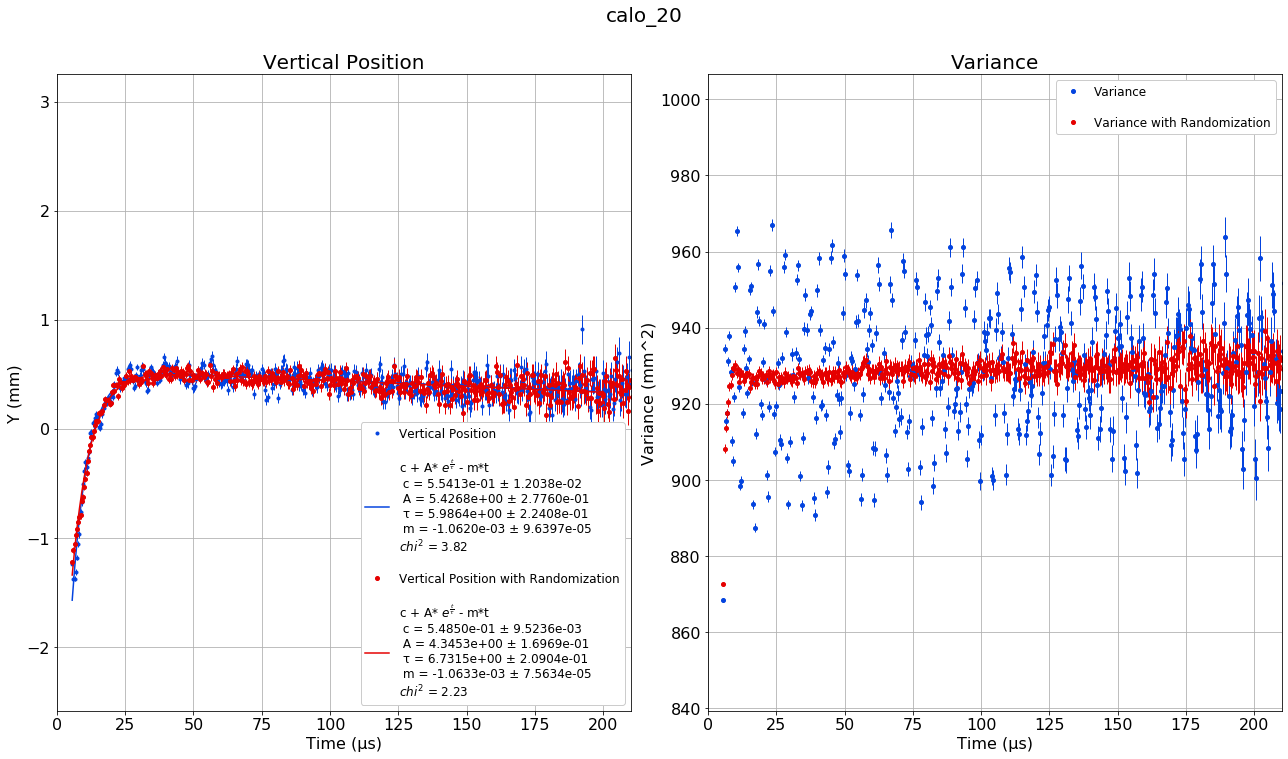 calo_20
Vertical Position
3
2
1
0
−1
−2
0
25
50
75
100
125
150
175
200
Y (mm)
Time (μs)
Vertical Position
c + A* e^{t/τ} - m*t
c = 5.5413e-01 ± 1.2038e-02
A = 5.4268e+00 ± 2.7760e-01
τ = 5.9864e+00 ± 2.2408e-01
m = -1.0620e-03 ± 9.6397e-05
chi² = 3.82
Vertical Position with Randomization
c + A* e^{t/τ} - m*t
c = 5.4850e-01 ± 9.5236e-03
A = 4.3453e+00 ± 1.6969e-01
τ = 6.7315e+00 ± 2.0904e-01
m = -1.0633e-03 ± 7.5634e-05
chi² = 2.23
Variance
1000
980
960
940
920
900
880
860
840
0
25
50
75
100
125
150
175
200
Variance (mm^2)
Time (μs)
Variance
Variance with Randomization